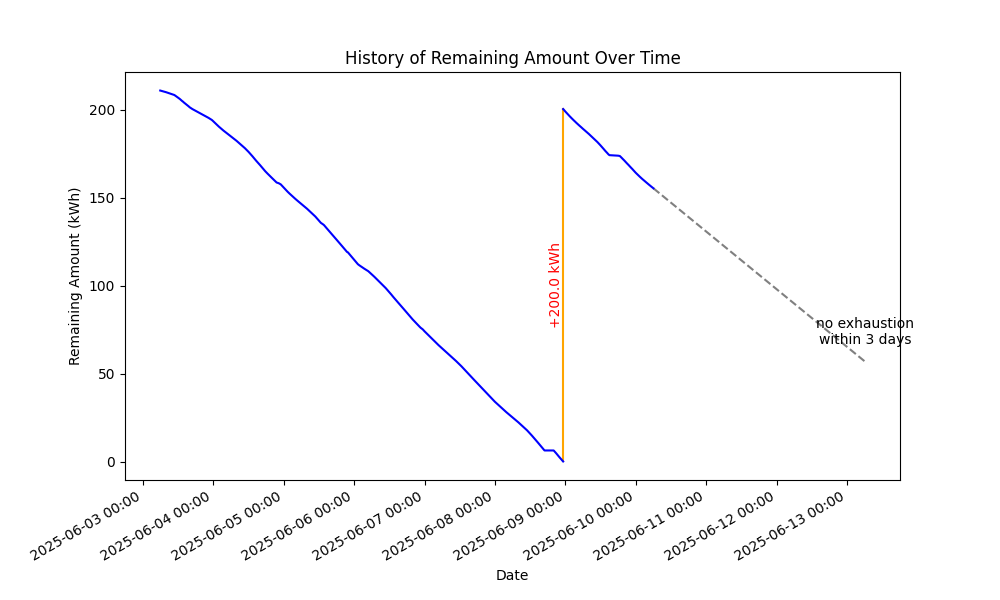 History of Remaining Amount Over Time
Remaining Amount (kWh)
200
150
100
50
0
+200.0 kWh
no exhaustion
within 3 days
2025-06-03 00:00
2025-06-04 00:00
2025-06-05 00:00
2025-06-06 00:00
2025-06-07 00:00
2025-06-08 00:00
2025-06-09 00:00
2025-06-10 00:00
2025-06-11 00:00
2025-06-12 00:00
2025-06-13 00:00
Date